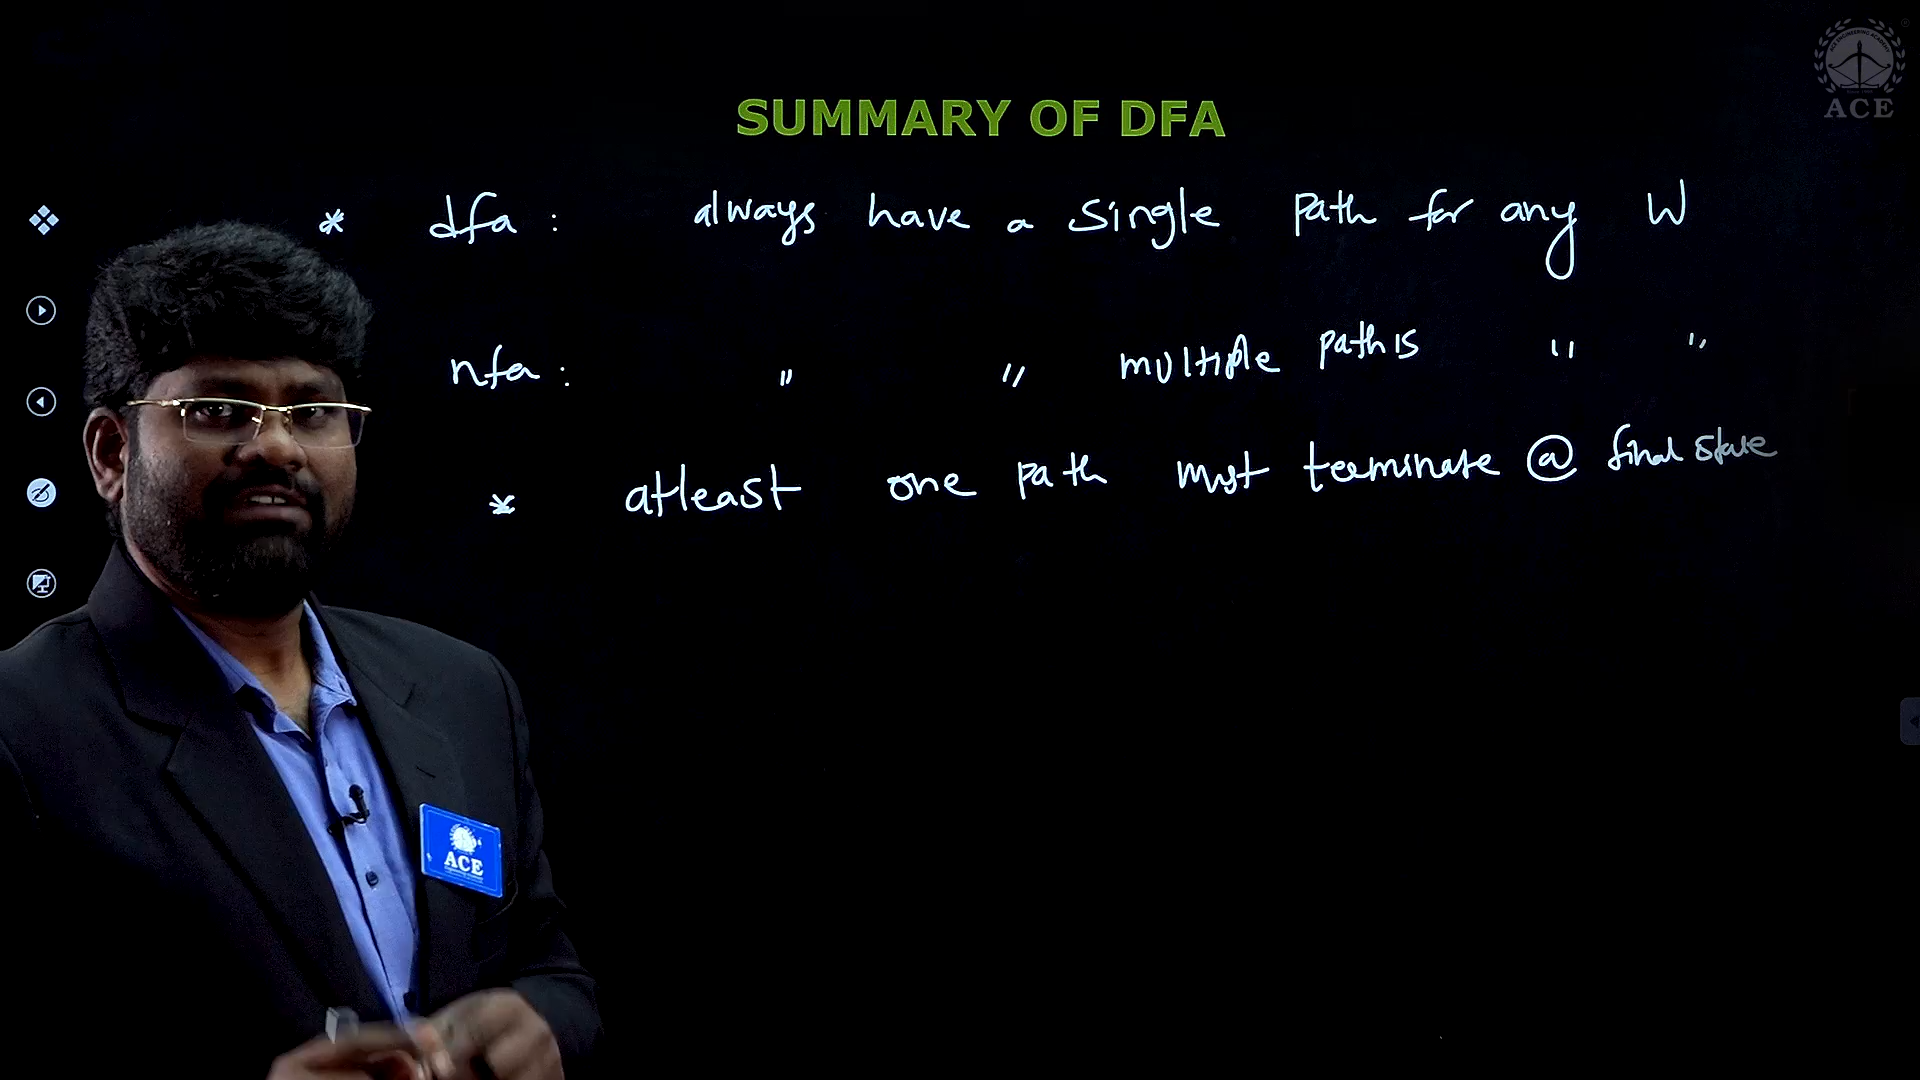 ACE
SUMMARY OF DFA
* dfa : always have a single path for any W
nfa : " " multiple paths " "
* atleast one path must terminate @ final state
ACE